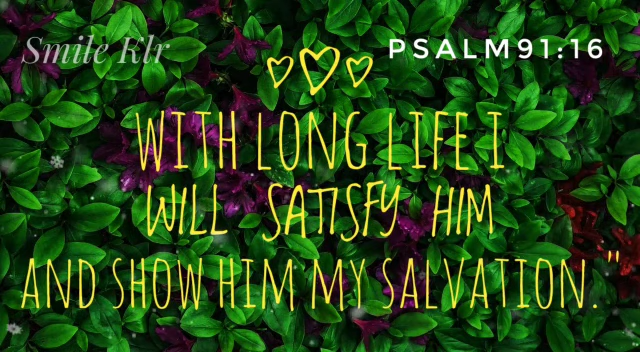 Smile Klr
PSALM91:16
WITH LONG LIFE I
WILL SATISFY HIM
AND SHOW HIM MY SALVATION."